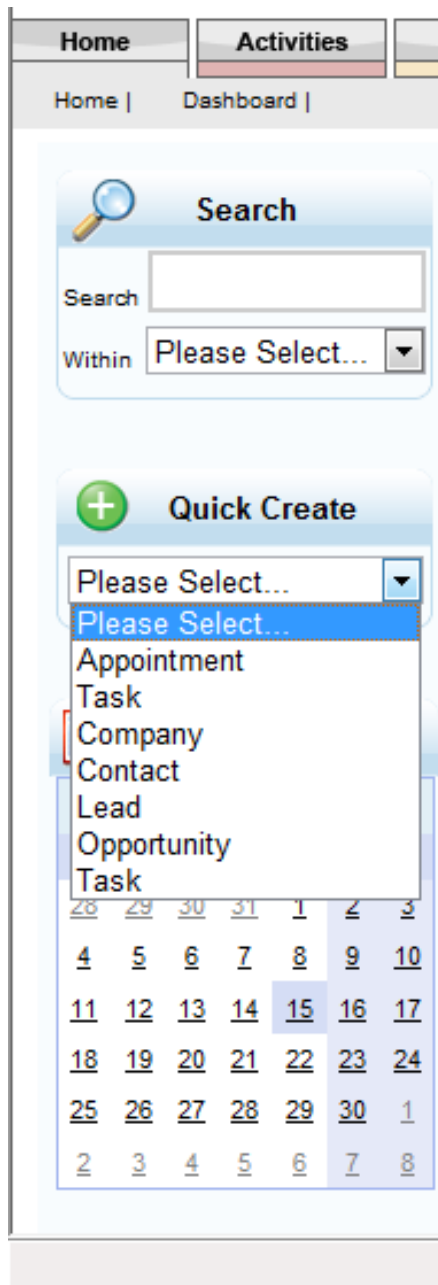 Home Activities
Home | Dashboard |
Search
Search
Within Please Select...
Quick Create
Please Select...
Please Select...
Appointment
Task
Company
Contact
Lead
Opportunity
Task
28 29 30 31 1 2 3
4 5 6 7 8 9 10
11 12 13 14 15 16 17
18 19 20 21 22 23 24
25 26 27 28 29 30 1
2 3 4 5 6 7 8